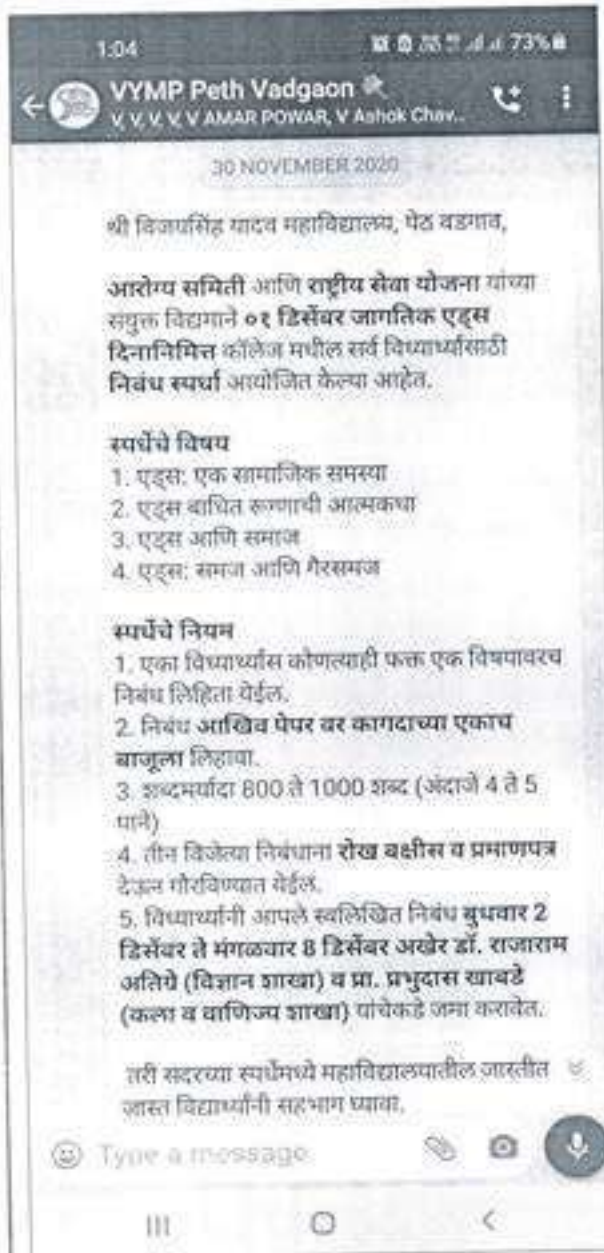 1:04 73%
VYMP Peth Vadgaon
V, V, V, V, V AMAR POWAR, V Ashok Chav..
30 NOVEMBER 2020
श्री विजयसिंह यादव महाविद्यालय, पेठ वडगाव,
आरोग्य समिती आणि राष्ट्रीय सेवा योजना यांच्या
संयुक्त विद्यमाने ०१ डिसेंबर जागतिक एड्स
दिनानिमित्त कॉलेज मधील सर्व विध्यार्थ्यांसाठी
निबंध स्पर्धा आयोजित केल्या आहेत.
स्पर्धेचे विषय
1. एड्स: एक सामाजिक समस्या
2. एड्स बाधित रूग्णाची आत्मकथा
3. एड्स आणि समाज
4. एड्स: समज आणि गैरसमज
स्पर्धेचे नियम
1. एका विध्यार्थ्यास कोणत्याही फक्त एक विषयावरच
निबंध लिहिता येईल.
2. निबंध आखिव पेपर वर कागदाच्या एकाच
बाजूला लिहावा.
3. शब्दमर्यादा 800 ते 1000 शब्द (अंदाजे 4 ते 5
पाने)
4. तीन विजेत्या निबंधाना रोख बक्षीस व प्रमाणपत्र
देऊन गौरविण्यात येईल.
5. विध्यार्थ्यांनी आपले स्वलिखित निबंध बुधवार 2
डिसेंबर ते मंगळवार 8 डिसेंबर अखेर डॉ. राजाराम
अतिग्रे (विज्ञान शाखा) व प्रा. प्रभुदास खाबडे
(कला व वाणिज्य शाखा) यांचेकडे जमा करावेत.
तरी सदरच्या स्पर्धेमध्ये महाविद्यालयातील जास्तीत
जास्त विद्यार्थ्यांनी सहभाग घ्यावा.
Type a message